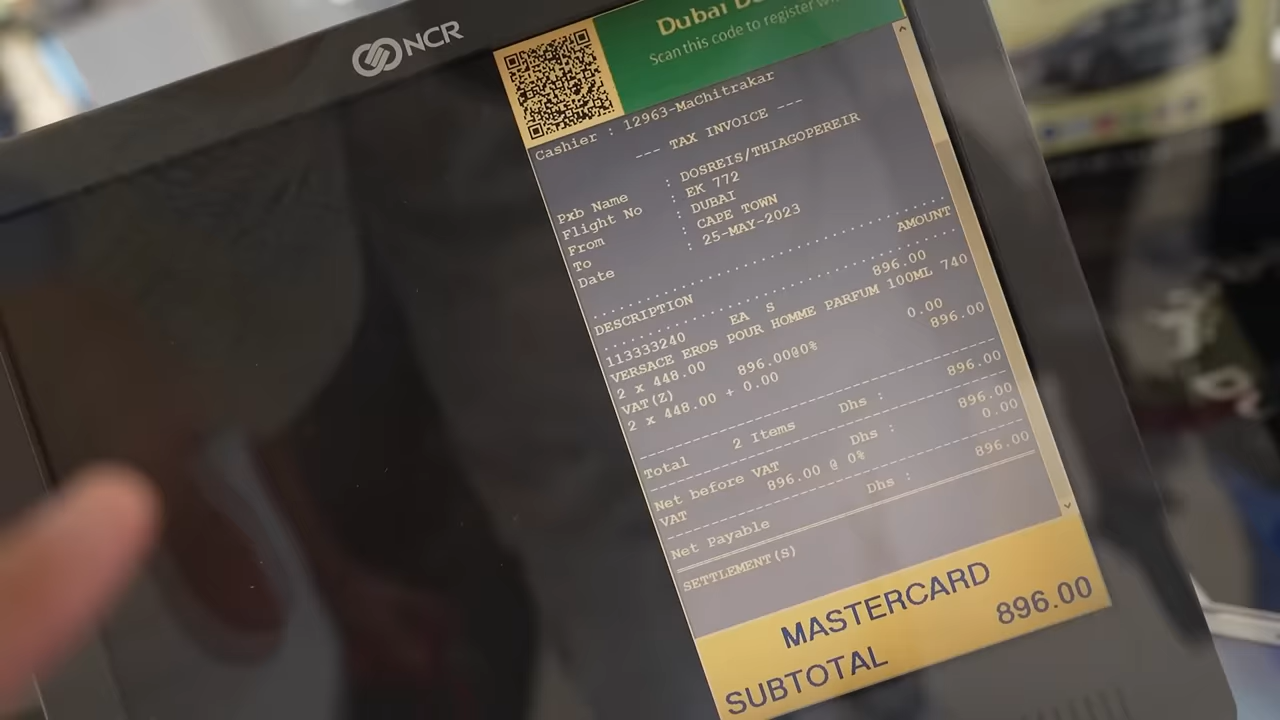 NCR
Dubai
Scan this code to register
Cashier : 12963-MaChitrakar
--- TAX INVOICE ---
Pxb Name : DOSREIS/THIAGOPEREIR
Flight No : EK 772
From : DUBAI
To : CAPE TOWN
Date : 25-MAY-2023
DESCRIPTION AMOUNT
113333240 EA S 896.00
VERSACE EROS POUR HOMME PARFUM 100ML 740
2 x 448.00 896.00@0% 0.00
VAT(Z) 896.00
2 x 448.00 + 0.00
Total 2 Items Dhs : 896.00
Net before VAT Dhs : 896.00
VAT 896.00 @ 0% 0.00
Net Payable Dhs : 896.00
SETTLEMENT(S)
MASTERCARD
SUBTOTAL 896.00